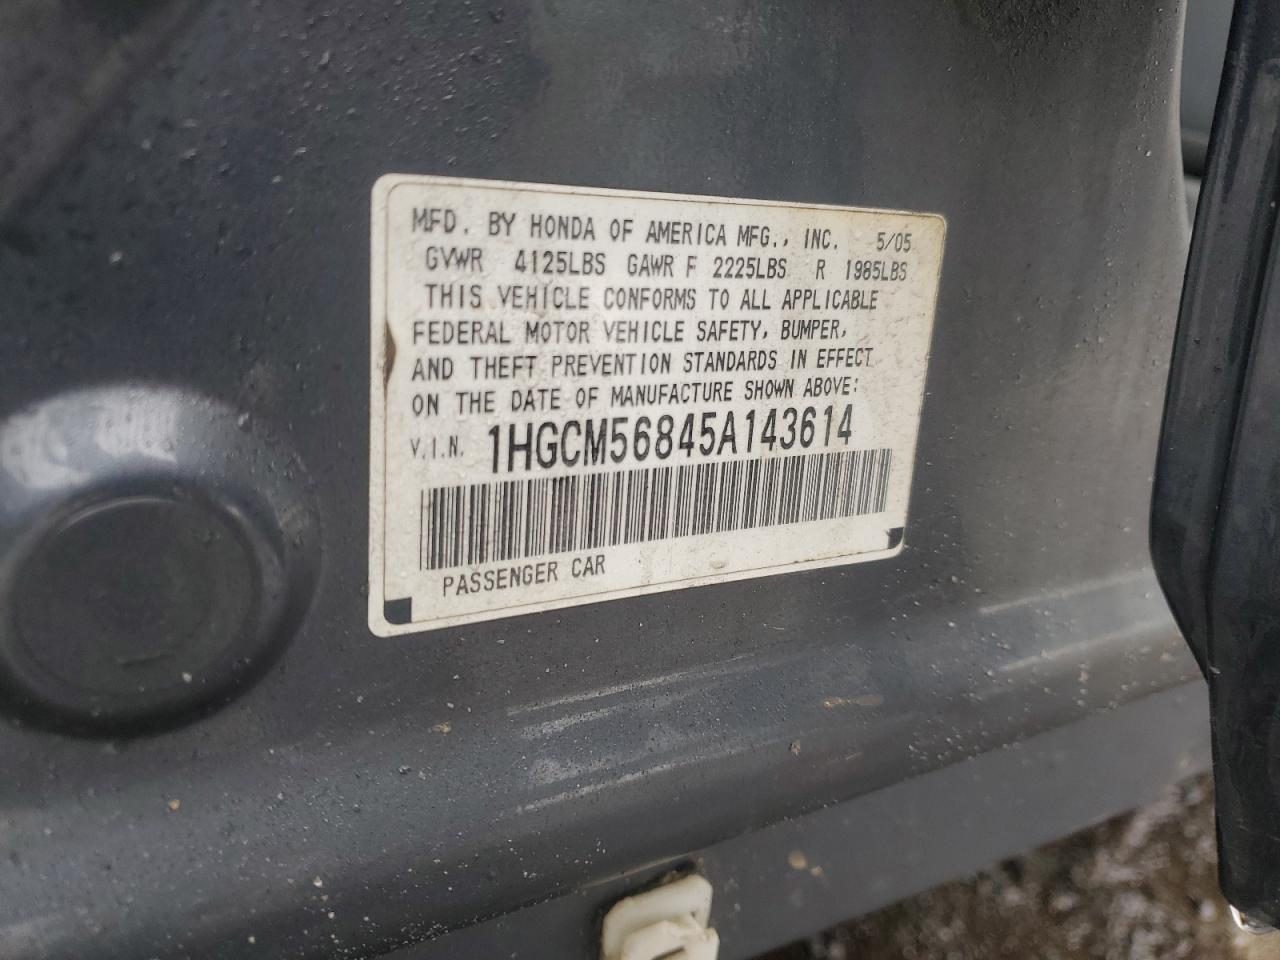 MFD. BY HONDA OF AMERICA MFG., INC. 5/05
GVWR 4125LBS GAWR F 2225LBS R 1985LBS
THIS VEHICLE CONFORMS TO ALL APPLICABLE
FEDERAL MOTOR VEHICLE SAFETY, BUMPER,
AND THEFT PREVENTION STANDARDS IN EFFECT
ON THE DATE OF MANUFACTURE SHOWN ABOVE:
V.I.N. 1HGCM56845A143614
PASSENGER CAR